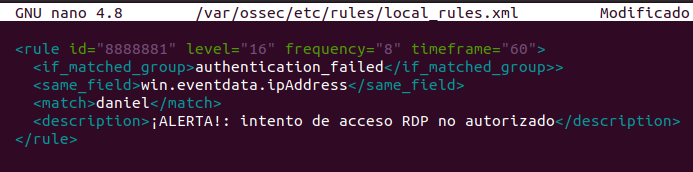 GNU nano 4.8 /var/ossec/etc/rules/local_rules.xml Modificado
<rule id="8888881" level="16" frequency="8" timeframe="60">
<if_matched_group>authentication_failed</if_matched_group>>
<same_field>win.eventdata.ipAddress</same_field>
<match>daniel</match>
<description>¡ALERTA!: intento de acceso RDP no autorizado</description>
</rule>